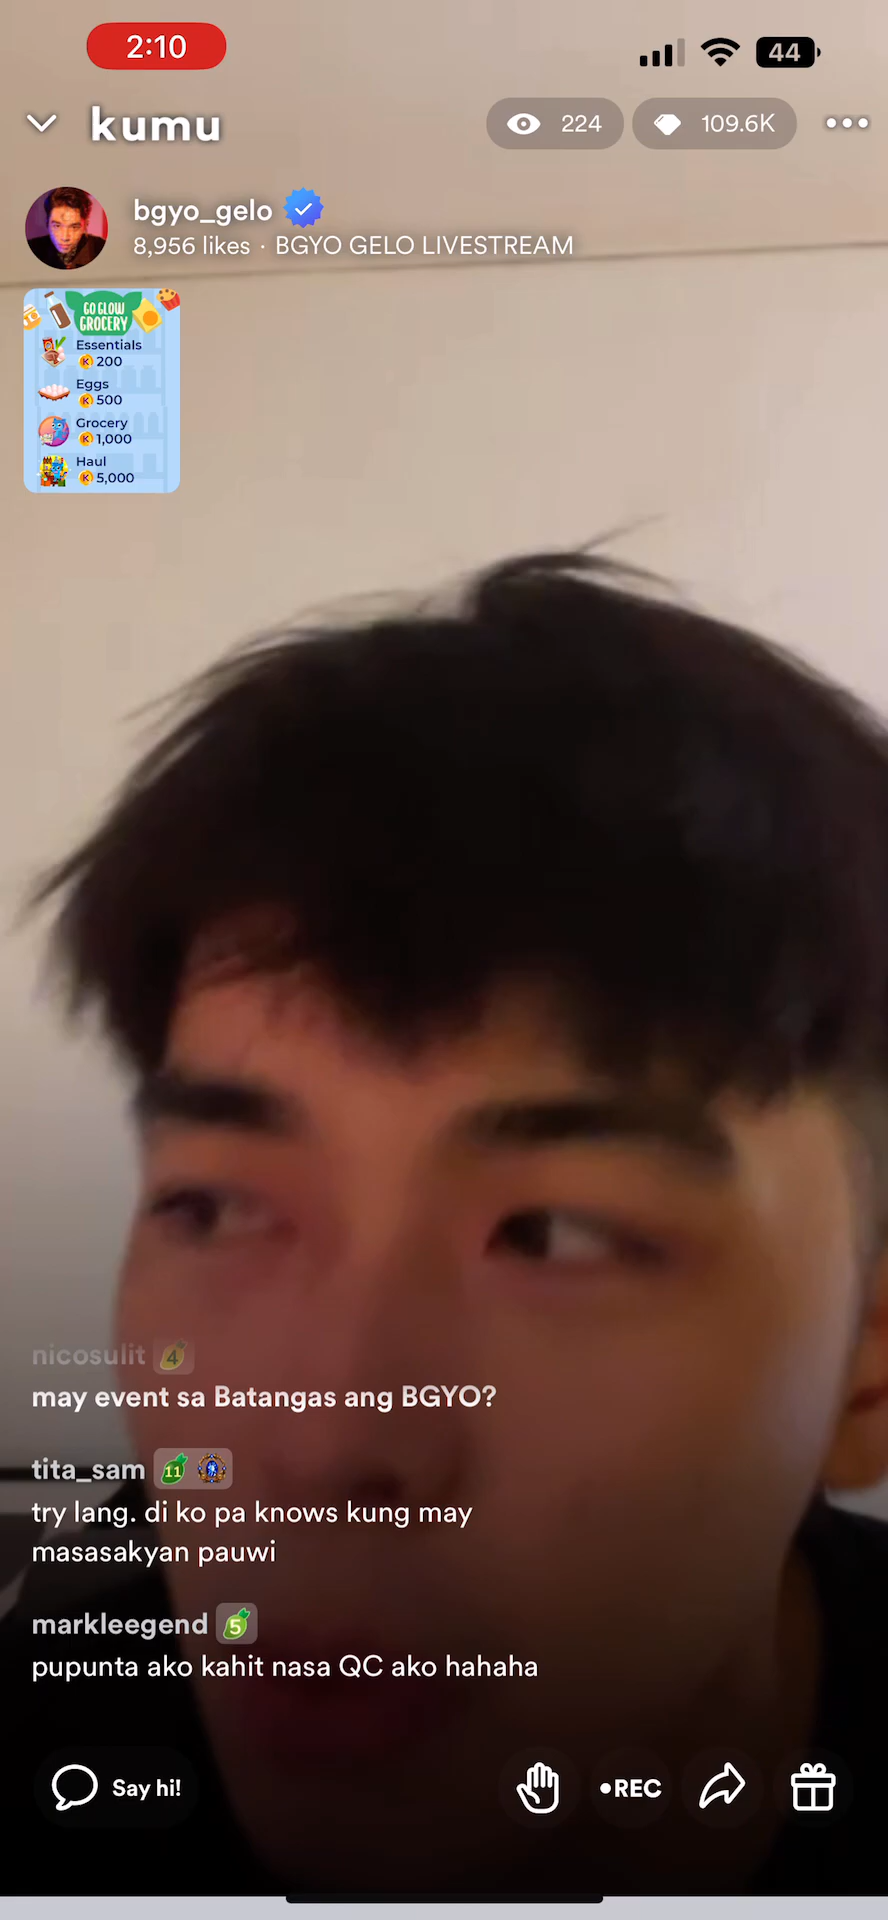 2:10
44
kumu
224
109.6K
bgyo_gelo
8,956 likes · BGYO GELO LIVESTREAM
GO GLOW
GROCERY
Essentials
K 200
Eggs
K 500
Grocery
K 1,000
Haul
K 5,000
nicosulit 4
may event sa Batangas ang BGYO?
tita_sam 11
try lang. di ko pa knows kung may
masasakyan pauwi
markleegend 5
pupunta ako kahit nasa QC ako hahaha
Say hi!
•REC